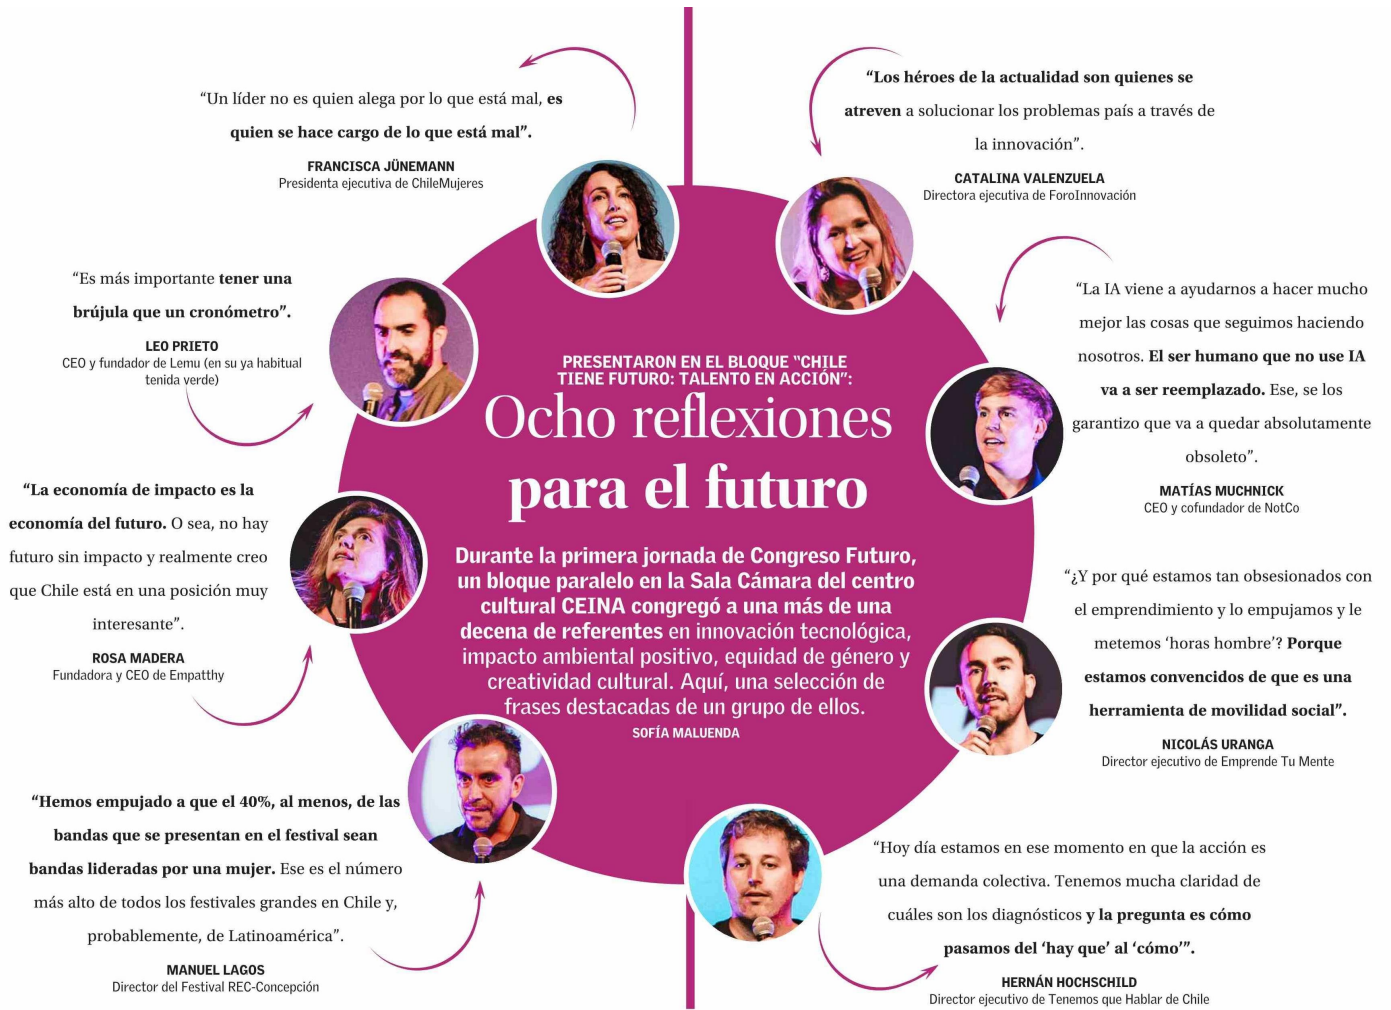 PRESENTARON EN EL BLOQUE “CHILE
TIENE FUTURO: TALENTO EN ACCIÓN”:
Ocho reflexiones
para el futuro
Durante la primera jornada de Congreso Futuro,
un bloque paralelo en la Sala Cámara del centro
cultural CEINA congregó a una más de una
decena de referentes en innovación tecnológica,
impacto ambiental positivo, equidad de género y
creatividad cultural. Aquí, una selección de
frases destacadas de un grupo de ellos.
SOFÍA MALUENDA
“Un líder no es quien alega por lo que está mal, es
quien se hace cargo de lo que está mal”.
FRANCISCA JÜNEMANN
Presidenta ejecutiva de ChileMujeres
“Los héroes de la actualidad son quienes se
atreven a solucionar los problemas país a través de
la innovación”.
CATALINA VALENZUELA
Directora ejecutiva de ForoInnovación
“Es más importante tener una
brújula que un cronómetro”.
LEO PRIETO
CEO y fundador de Lemu (en su ya habitual
tenida verde)
“La IA viene a ayudarnos a hacer mucho
mejor las cosas que seguimos haciendo
nosotros. El ser humano que no use IA
va a ser reemplazado. Ese, se los
garantizo que va a quedar absolutamente
obsoleto”.
MATÍAS MUCHNICK
CEO y cofundador de NotCo
“La economía de impacto es la
economía del futuro. O sea, no hay
futuro sin impacto y realmente creo
que Chile está en una posición muy
interesante”.
ROSA MADERA
Fundadora y CEO de Empatthy
“¿Y por qué estamos tan obsesionados con
el emprendimiento y lo empujamos y le
metemos ‘horas hombre’? Porque
estamos convencidos de que es una
herramienta de movilidad social”.
NICOLÁS URANGA
Director ejecutivo de Emprende Tu Mente
“Hemos empujado a que el 40%, al menos, de las
bandas que se presentan en el festival sean
bandas lideradas por una mujer. Ese es el número
más alto de todos los festivales grandes en Chile y,
probablemente, de Latinoamérica”.
MANUEL LAGOS
Director del Festival REC-Concepción
“Hoy día estamos en ese momento en que la acción es
una demanda colectiva. Tenemos mucha claridad de
cuáles son los diagnósticos y la pregunta es cómo
pasamos del ‘hay que’ al ‘cómo’”.
HERNÁN HOCHSCHILD
Director ejecutivo de Tenemos que Hablar de Chile